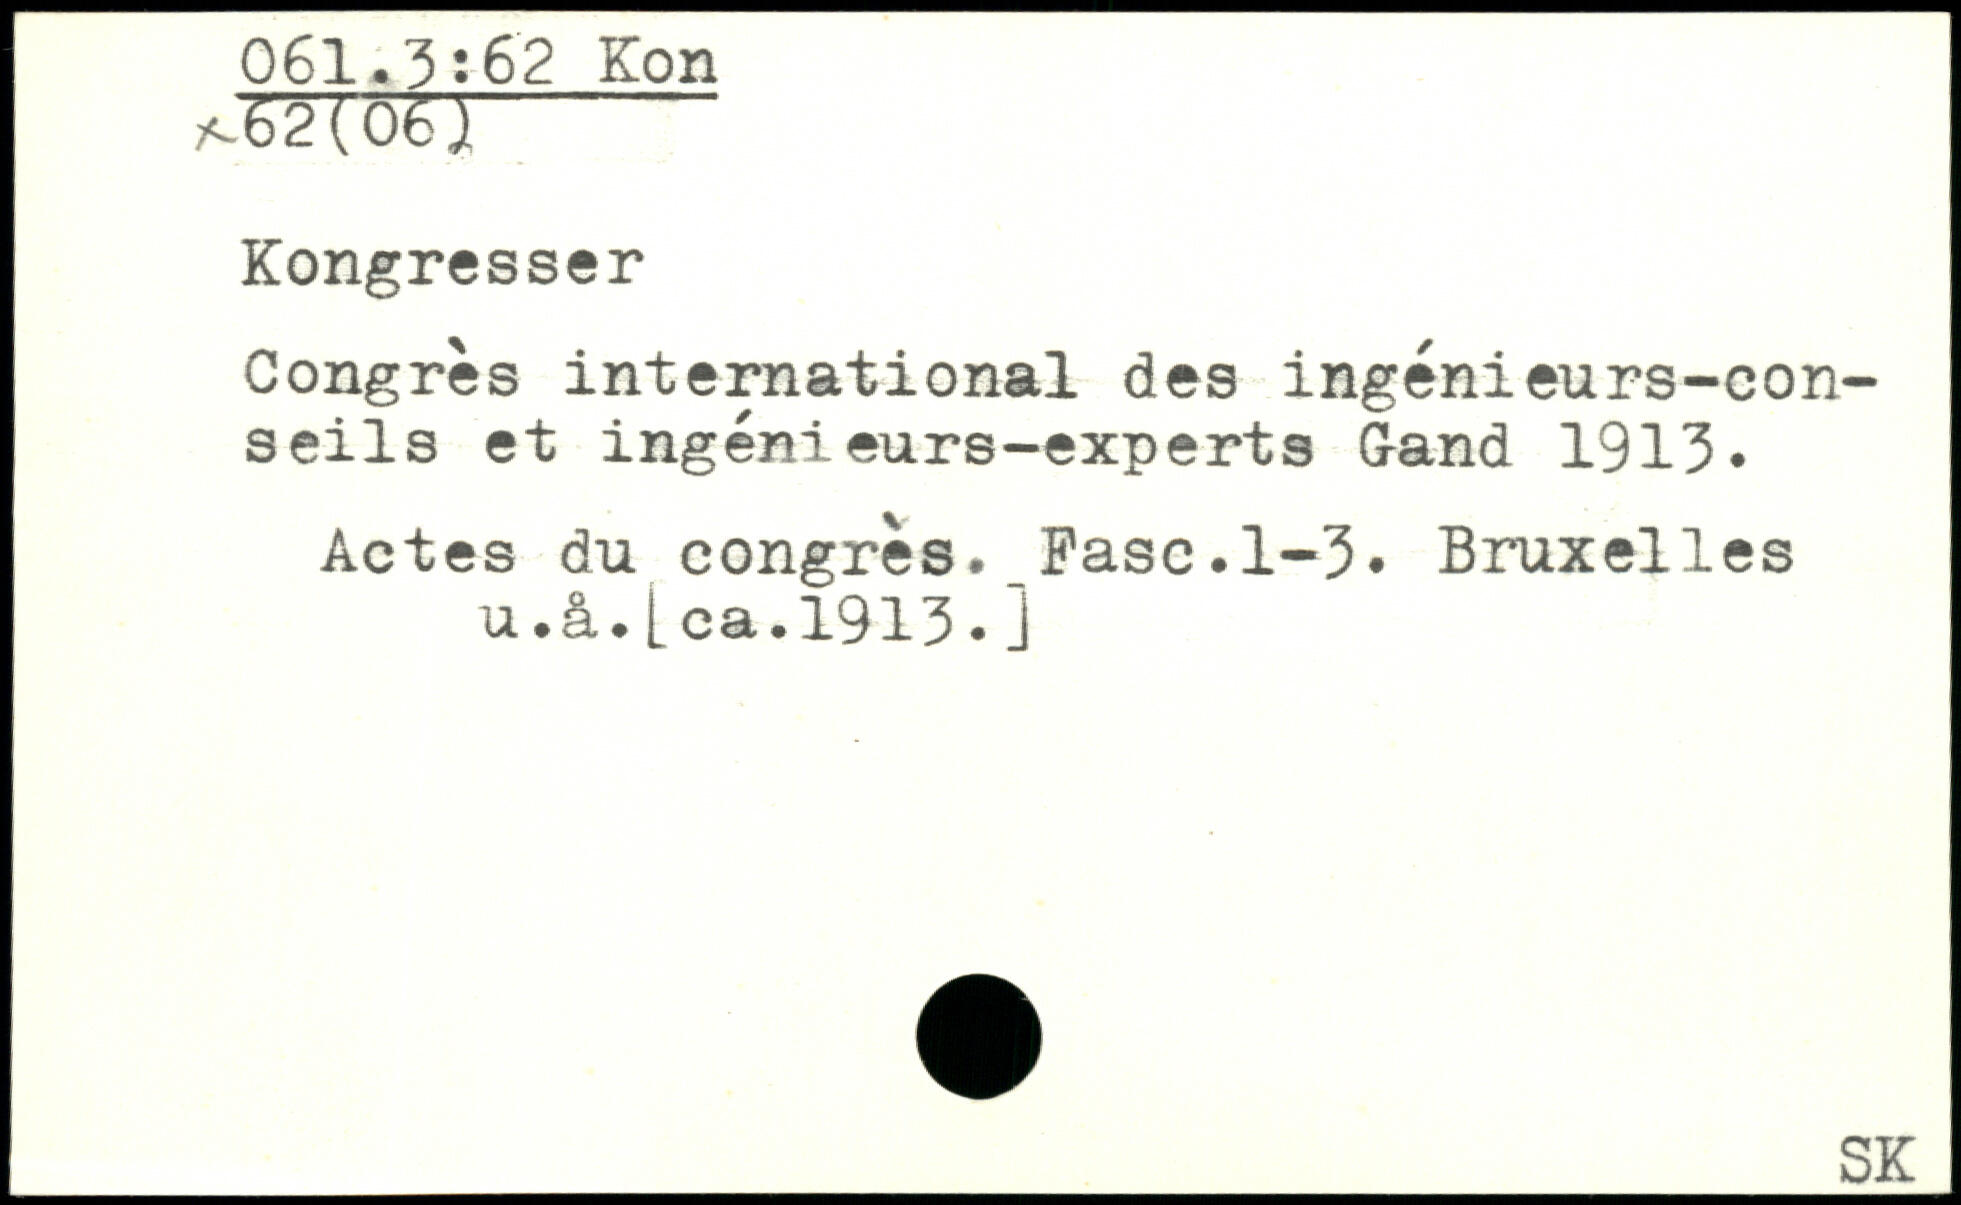 061.3:62 Kon
×62(06)
Kongresser
Congrès international des ingénieurs-con-
seils et ingénieurs-experts Gand 1913.
Actes du congrès. Fasc.1-3. Bruxelles
u.å.[ca.1913.]
SK